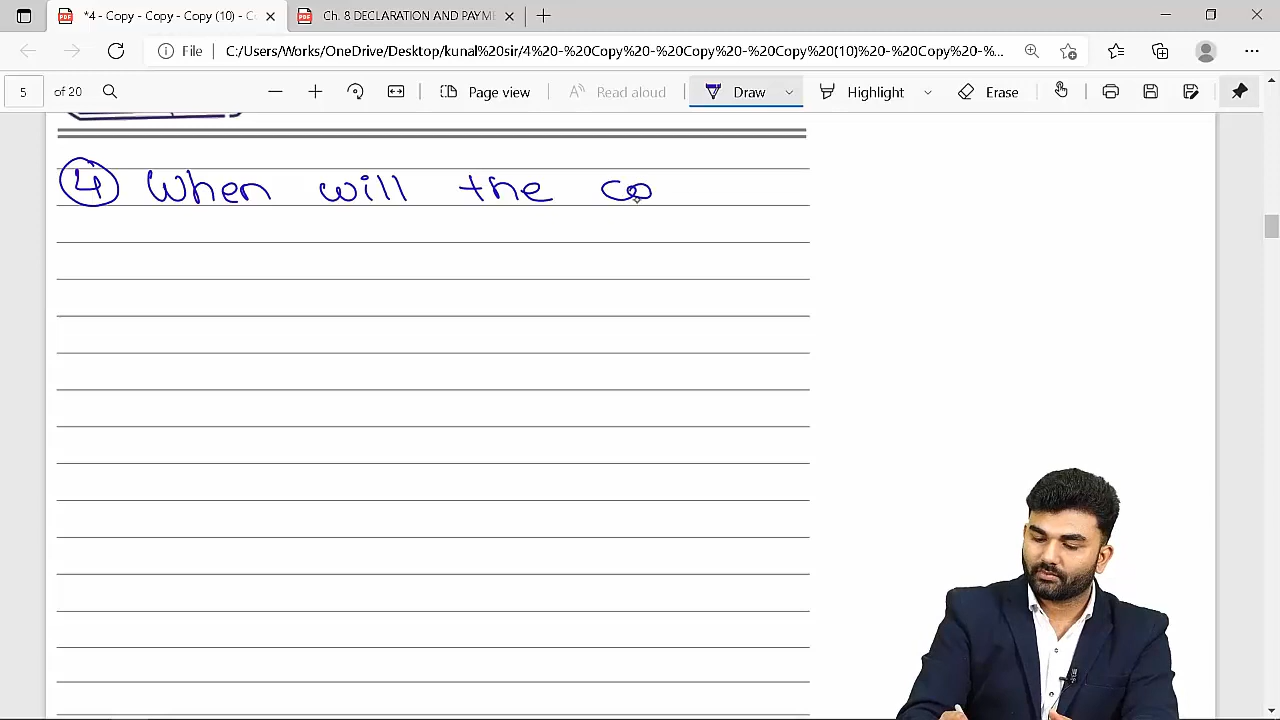 *4 - Copy - Copy - Copy (10) - C
Ch. 8 DECLARATION AND PAYM
File
C:/Users/Works/OneDrive/Desktop/kunal%20sir/4%20-%20Copy%20-%20Copy%20-%20Copy%20(10)%20-%20Copy%20-%...
5 of 20
Page view
Read aloud
Draw
Highlight
Erase
4 When will the co